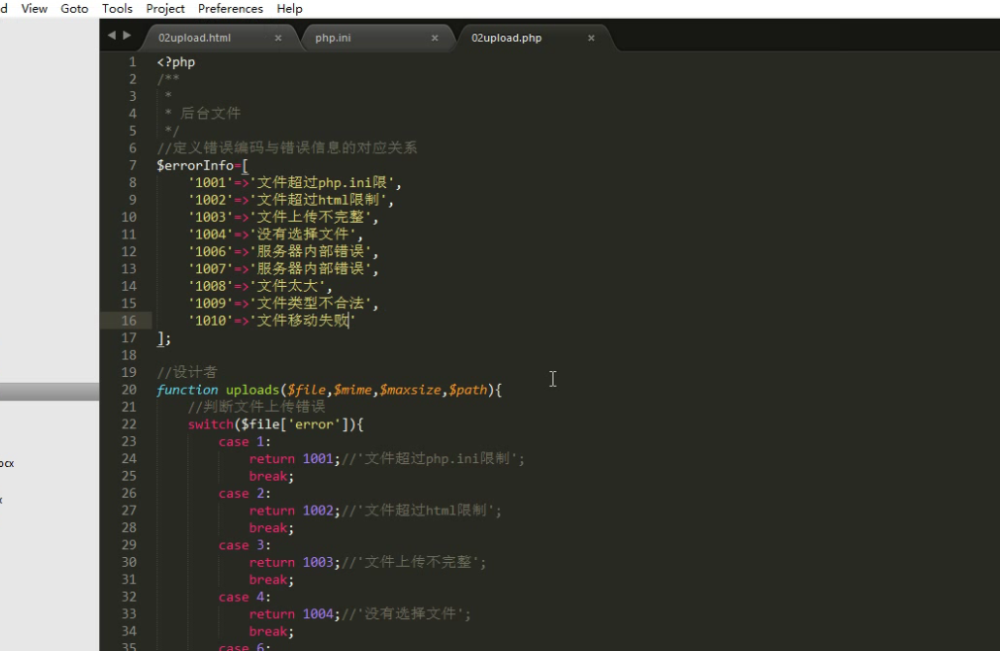 d View Goto Tools Project Preferences Help
02upload.html × php.ini × 02upload.php ×
1 <?php
2 /**
3 *
4 * 后台文件
5 */
6 //定义错误编码与错误信息的对应关系
7 $errorInfo=[
8 '1001'=>'文件超过php.ini限',
9 '1002'=>'文件超过html限制',
10 '1003'=>'文件上传不完整',
11 '1004'=>'没有选择文件',
12 '1006'=>'服务器内部错误',
13 '1007'=>'服务器内部错误',
14 '1008'=>'文件太大',
15 '1009'=>'文件类型不合法',
16 '1010'=>'文件移动失败'
17 ];
18
19 //设计者
20 function uploads($file,$mime,$maxsize,$path){
21 //判断文件上传错误
22 switch($file['error']){
23 case 1:
24 return 1001;//'文件超过php.ini限制';
25 break;
26 case 2:
27 return 1002;//'文件超过html限制';
28 break;
29 case 3:
30 return 1003;//'文件上传不完整';
31 break;
32 case 4:
33 return 1004;//'没有选择文件';
34 break;
35 case 6:
ocx